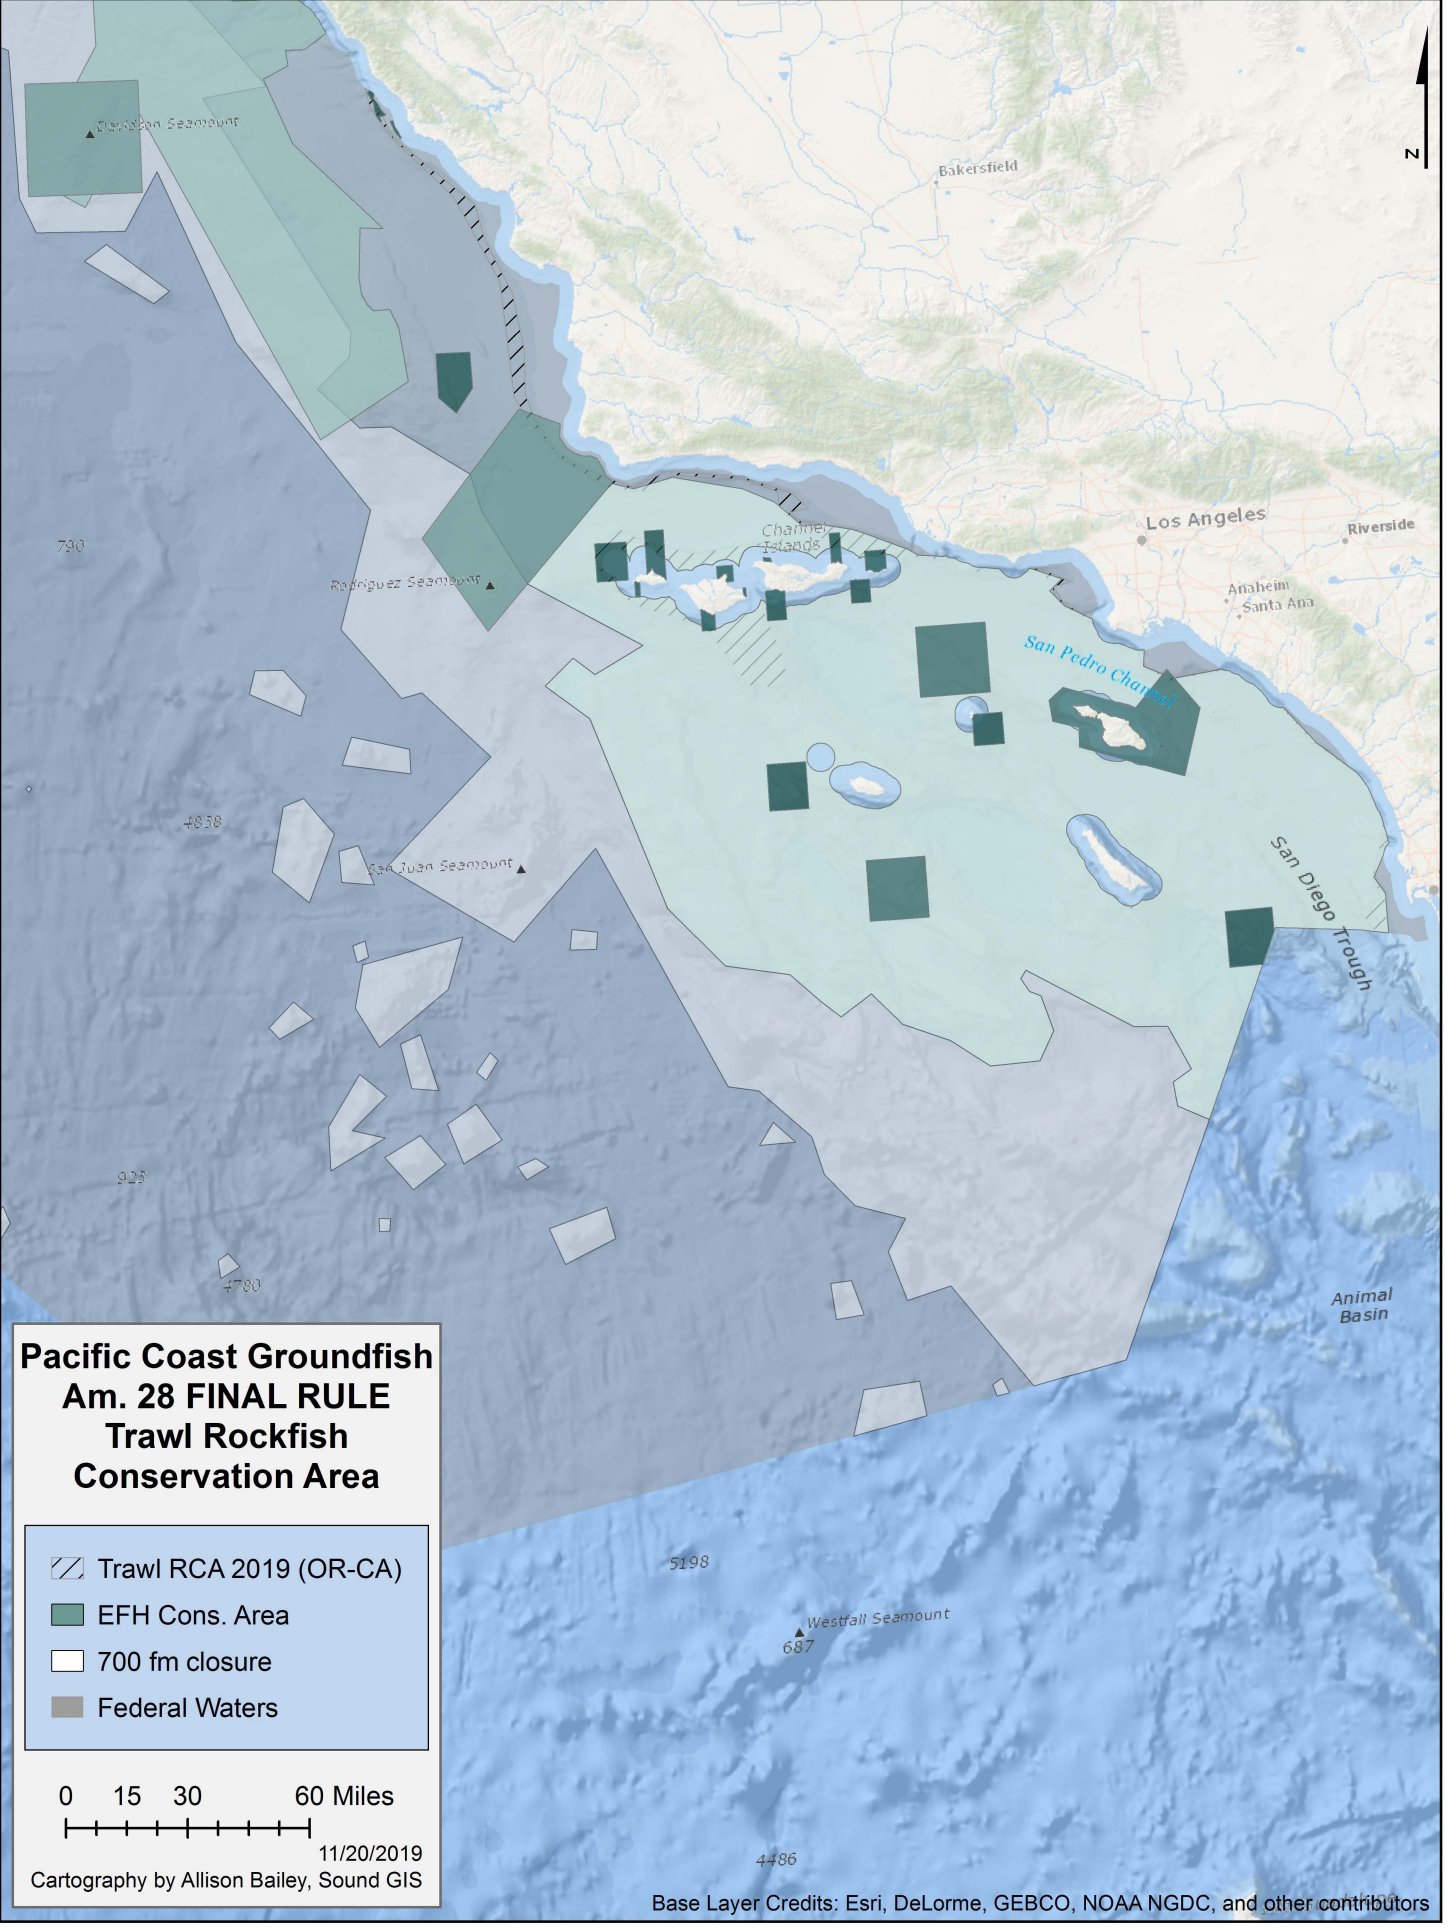 Davidson Seamount
N
Bakersfield
Los Angeles
Riverside
Channel
Islands
790
Rodriguez Seamount
Anaheim
Santa Ana
San Pedro Channel
4838
San Juan Seamount
San Diego Trough
923
4780
Animal
Basin
Pacific Coast Groundfish
Am. 28 FINAL RULE
Trawl Rockfish
Conservation Area
Trawl RCA 2019 (OR-CA)
EFH Cons. Area
700 fm closure
Federal Waters
0 15 30 60 Miles
11/20/2019
Cartography by Allison Bailey, Sound GIS
5198
Westfall Seamount
687
4486
Base Layer Credits: Esri, DeLorme, GEBCO, NOAA NGDC, and other contributors